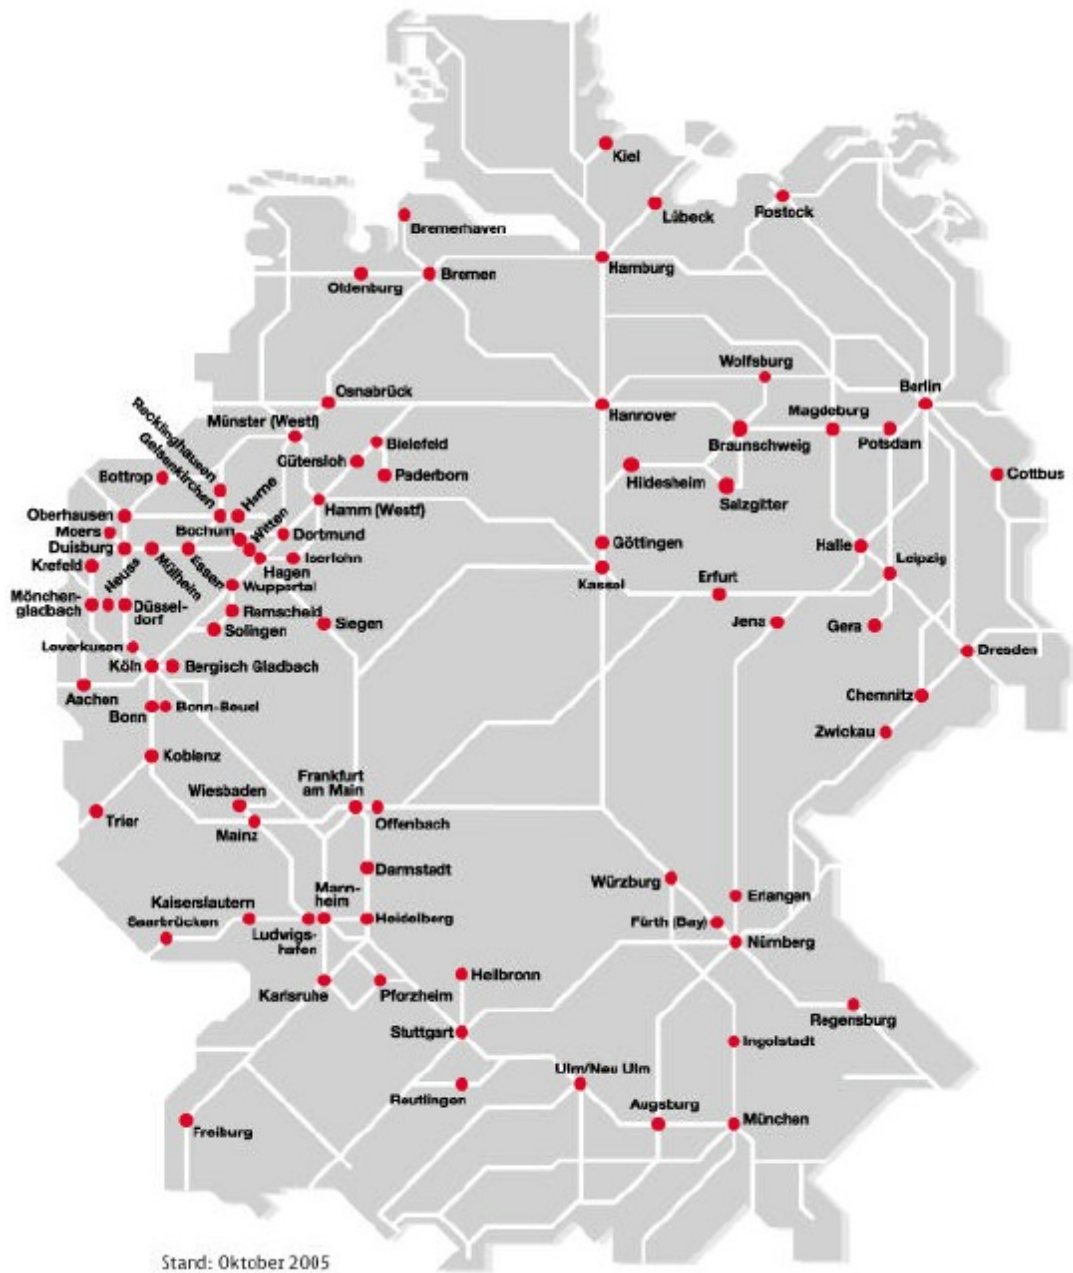 Kiel
Lübeck
Rostock
Bremerhaven
Hamburg
Bremen
Oldenburg
Wolfsburg
Osnabrück
Berlin
Hannover
Magdeburg
Recklinghausen
Münster (Westf)
Braunschweig
Potsdam
Gelsenkirchen
Bielefeld
Gütersloh
Paderborn
Bottrop
Herne
Hildesheim
Salzgitter
Cottbus
Hamm (Westf)
Oberhausen
Moers
Bochum
Witten
Dortmund
Duisburg
Göttingen
Halle
Leipzig
Krefeld
Neuss
Mülheim
Essen
Hagen
Iserlohn
Wuppertal
Kassel
Erfurt
Mönchen-
gladbach
Düssel-
dorf
Remscheid
Solingen
Siegen
Jena
Gera
Leverkusen
Köln
Bergisch Gladbach
Dresden
Aachen
Bonn
Bonn-Beuel
Chemnitz
Zwickau
Koblenz
Frankfurt
am Main
Wiesbaden
Trier
Mainz
Offenbach
Darmstadt
Würzburg
Mann-
heim
Erlangen
Kaiserslautern
Saarbrücken
Ludwigs-
hafen
Heidelberg
Fürth (Bay)
Nürnberg
Heilbronn
Karlsruhe
Pforzheim
Regensburg
Stuttgart
Ingolstadt
Ulm/Neu Ulm
Reutlingen
Augsburg
München
Freiburg
Stand: Oktober 2005